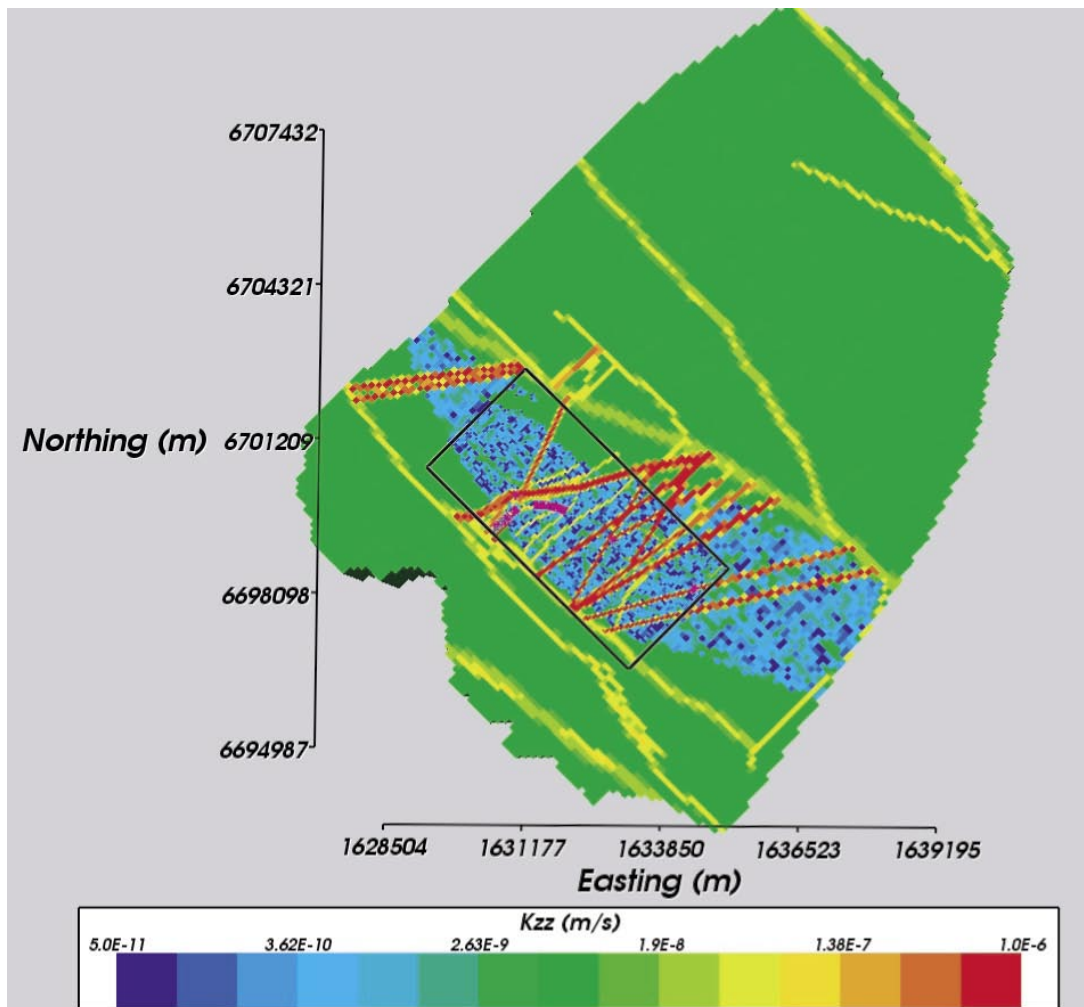 6707432
6704321
Northing (m) 6701209
6698098
6694987
1628504 1631177 1633850 1636523 1639195
Easting (m)
Kzz (m/s)
5.0E-11 3.62E-10 2.63E-9 1.9E-8 1.38E-7 1.0E-6